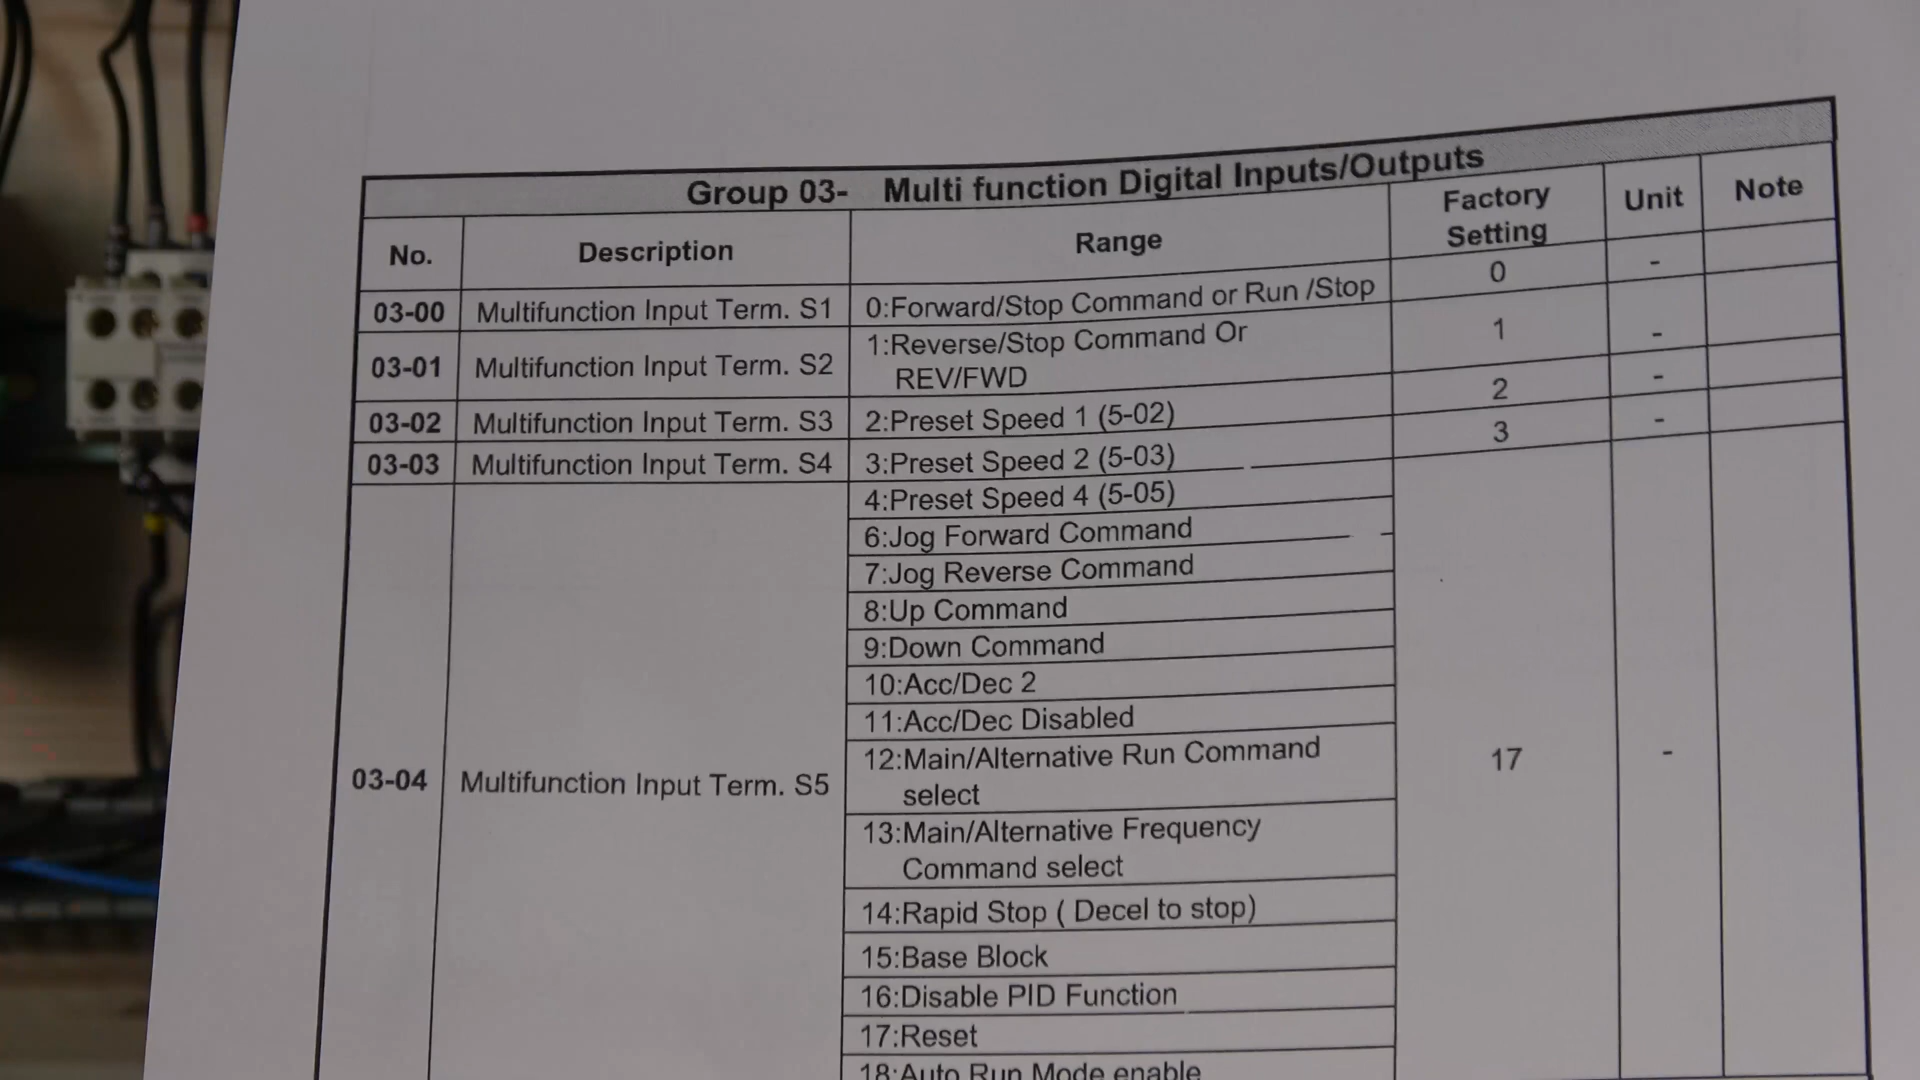 Group 03- Multi function Digital Inputs/Outputs
No. Description Range Factory Setting Unit Note
03-00 Multifunction Input Term. S1 0:Forward/Stop Command or Run /Stop 0 -
03-01 Multifunction Input Term. S2 1:Reverse/Stop Command Or 1 -
REV/FWD
03-02 Multifunction Input Term. S3 2:Preset Speed 1 (5-02) 2 -
03-03 Multifunction Input Term. S4 3:Preset Speed 2 (5-03) 3 -
4:Preset Speed 4 (5-05)
6:Jog Forward Command
7:Jog Reverse Command
8:Up Command
9:Down Command
10:Acc/Dec 2
11:Acc/Dec Disabled
03-04 Multifunction Input Term. S5 12:Main/Alternative Run Command 17 -
select
13:Main/Alternative Frequency
Command select
14:Rapid Stop ( Decel to stop)
15:Base Block
16:Disable PID Function
17:Reset
18:Auto Run Mode enable